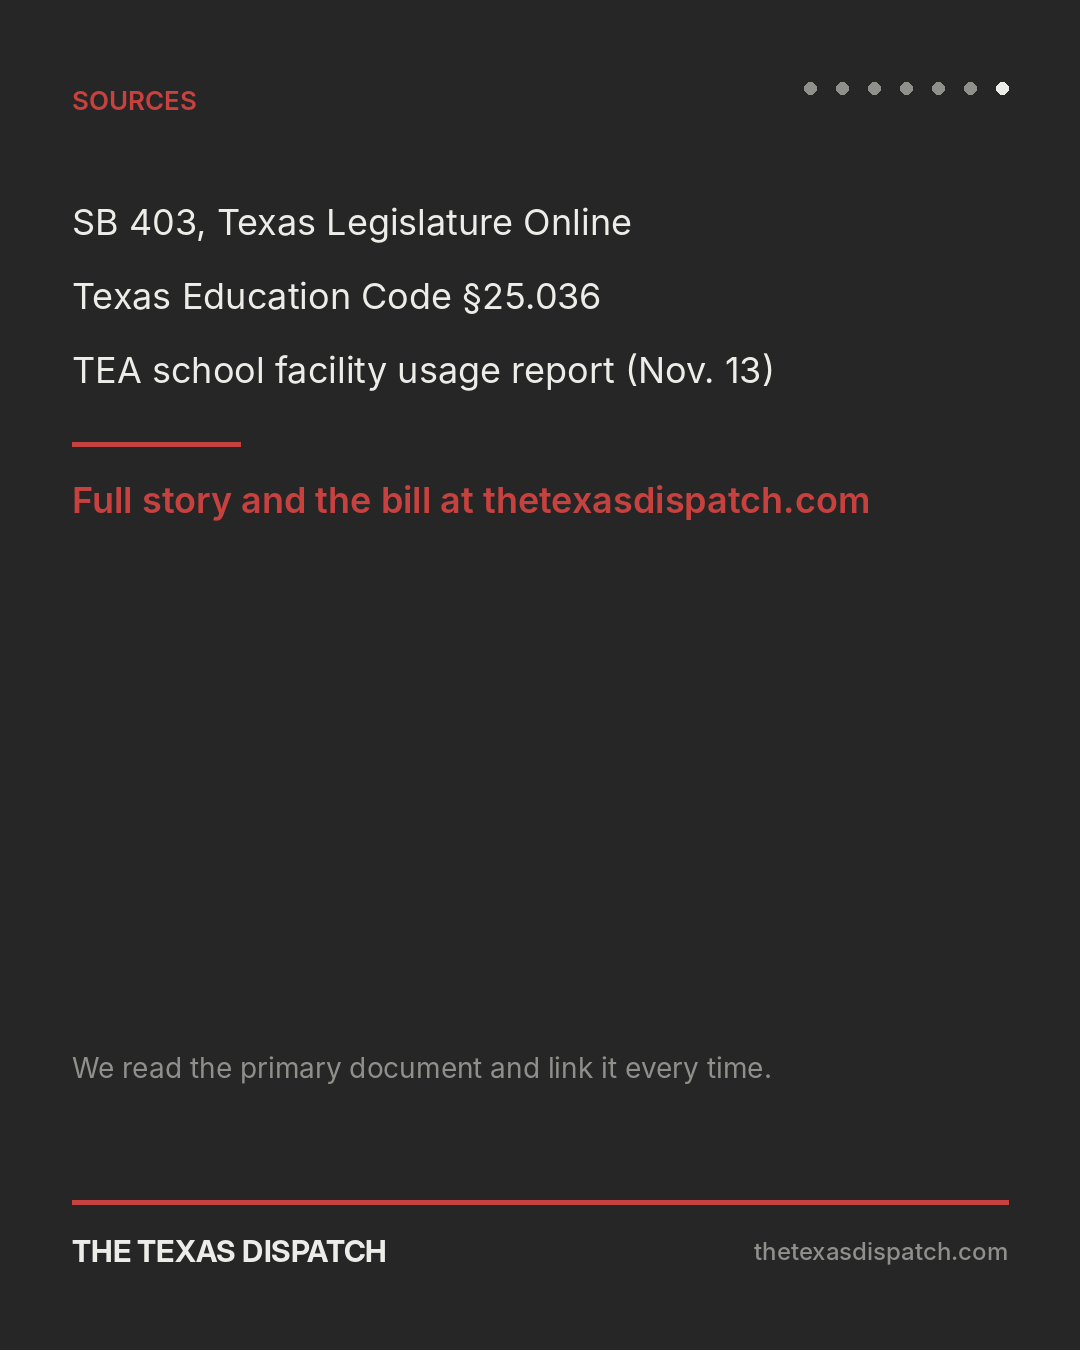 SOURCES
SB 403, Texas Legislature Online
Texas Education Code §25.036
TEA school facility usage report (Nov. 13)
Full story and the bill at thetexasdispatch.com
We read the primary document and link it every time.
THE TEXAS DISPATCH
thetexasdispatch.com